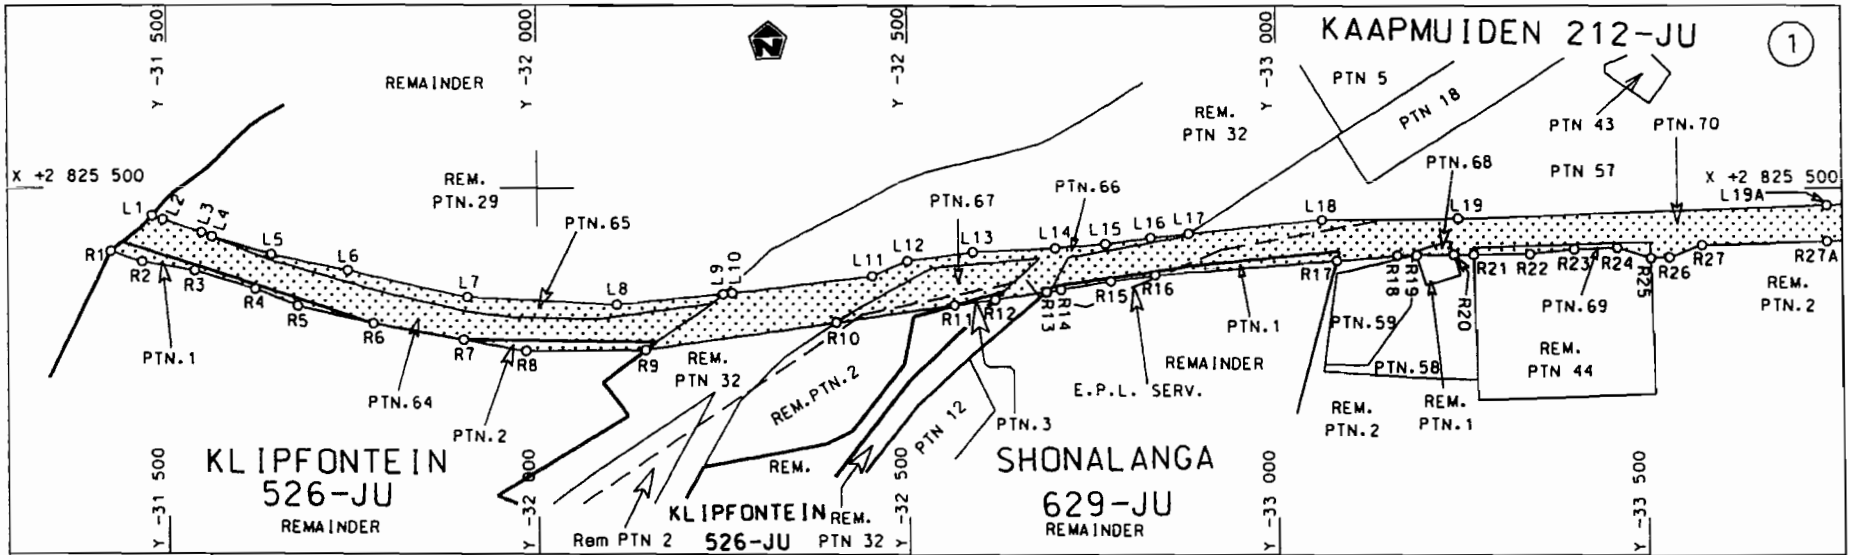 Y -31 500
Y -32 000
Y -32 500
Y -33 000
KAAPMUIDEN 212-JU
1
N
REMAINDER
PTN 5
PTN 18
REM.
PTN 32
PTN 43
PTN.70
PTN.68
PTN 57
X +2 825 500
REM.
PTN.29
PTN.65
PTN.67
PTN.66
X +2 825 500
L19A
L1
L2
L3
L4
L5
L6
L7
L8
L9
L10
L11
L12
L13
L14
L15
L16
L17
L18
L19
R1
R2
R3
R4
R5
R6
R7
R8
R9
R10
R11
R12
R13
R14
R15
R16
R17
R18
R19
R20
R21
R22
R23
R24
R25
R26
R27
R27A
PTN.1
PTN.64
PTN.2
REM.
PTN 32
REM.PTN.2
PTN 12
PTN.3
E.P.L. SERV.
REMAINDER
PTN.1
PTN.59
PTN.58
REM.
PTN.2
REM.
PTN.1
PTN.69
REM.
PTN 44
REM.
PTN.2
KLIPFONTEIN
526-JU
REMAINDER
REM.
Rem PTN 2
KLIPFONTEIN
526-JU
REM.
PTN 32
SHONALANGA
629-JU
REMAINDER
Y -31 500
Y -32 000
Y -32 500
Y -33 000
Y -33 500